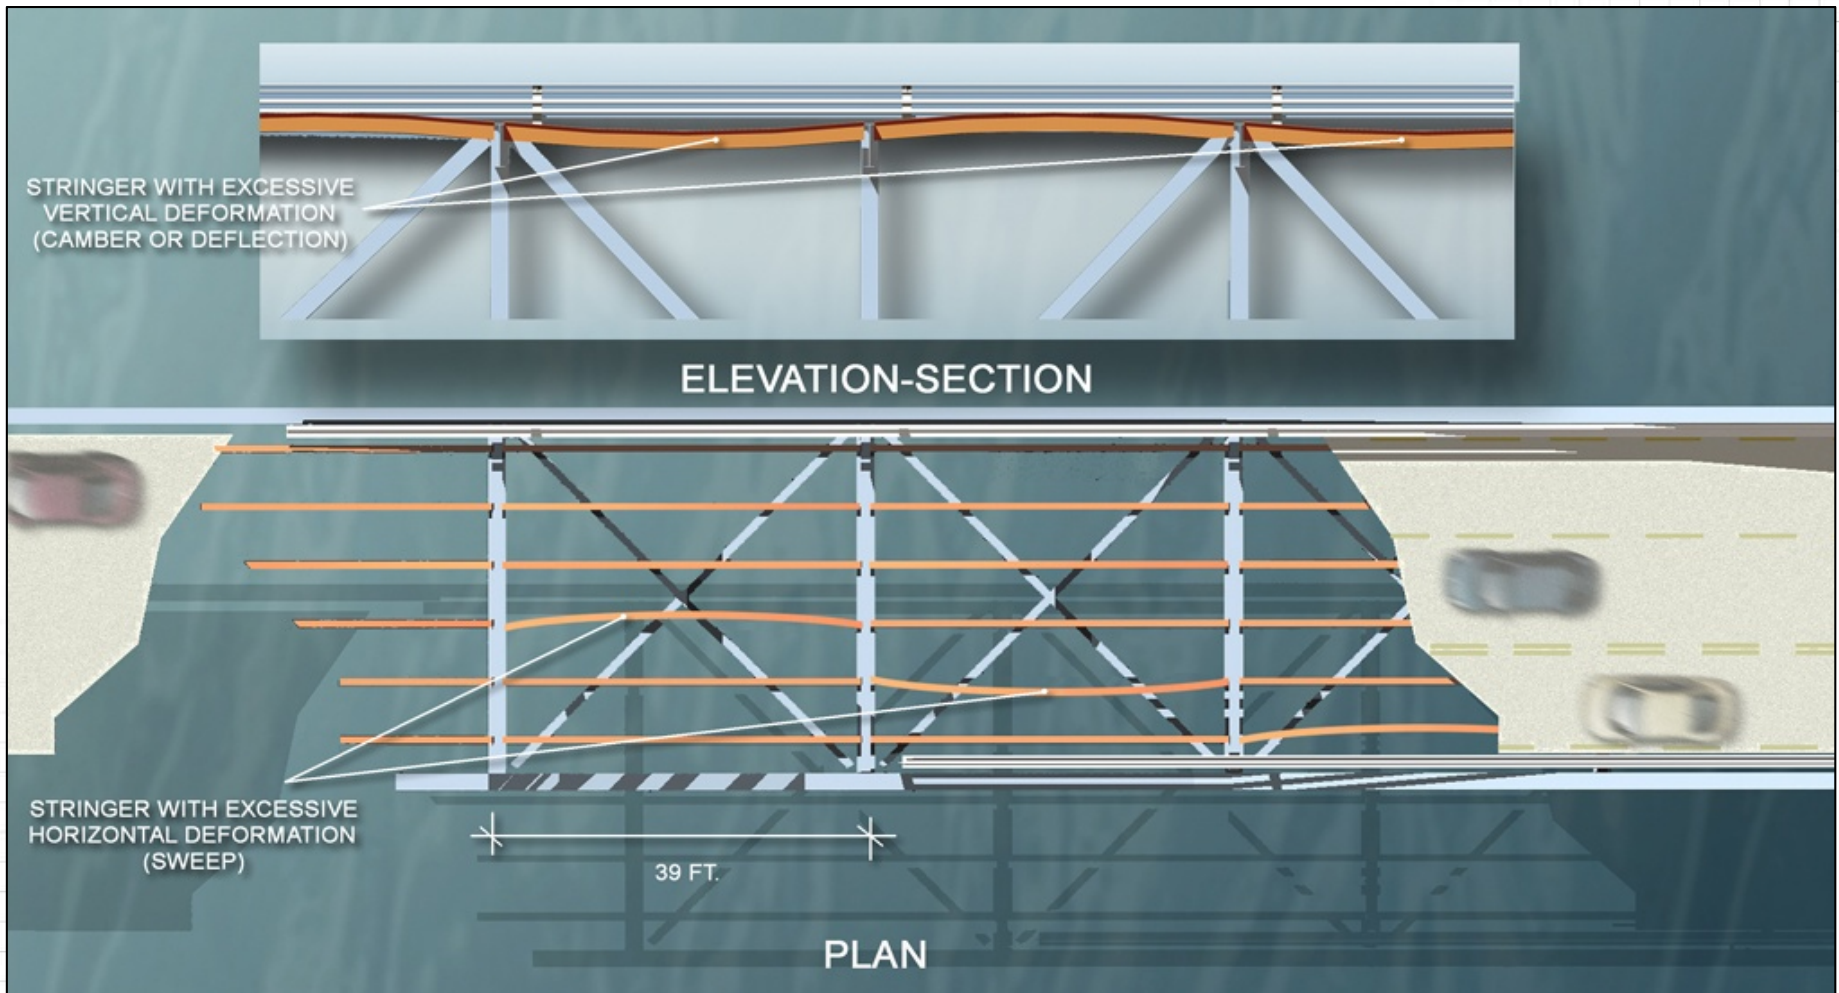 STRINGER WITH EXCESSIVE
VERTICAL DEFORMATION
(CAMBER OR DEFLECTION)
ELEVATION-SECTION
STRINGER WITH EXCESSIVE
HORIZONTAL DEFORMATION
(SWEEP)
39 FT.
PLAN